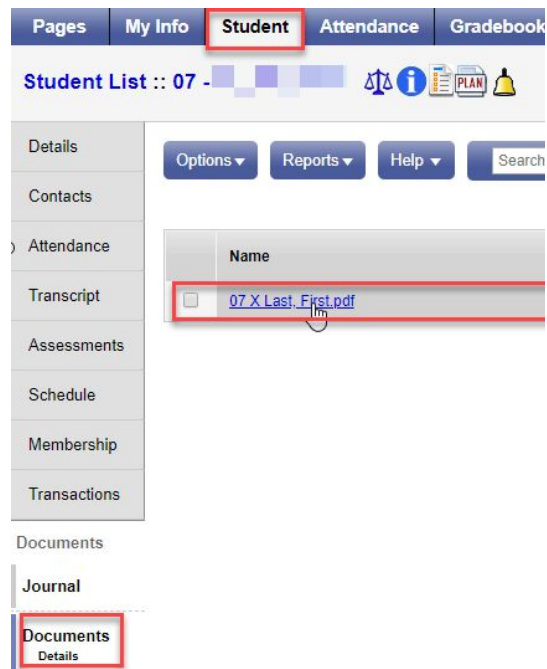 Pages My Info Student Attendance Gradebook
Student List :: 07 -
PLAN
Details
Options Reports Help Search
Contacts
Attendance
Name
Transcript
07 X Last, First.pdf
Assessments
Schedule
Membership
Transactions
Documents
Journal
Documents
Details